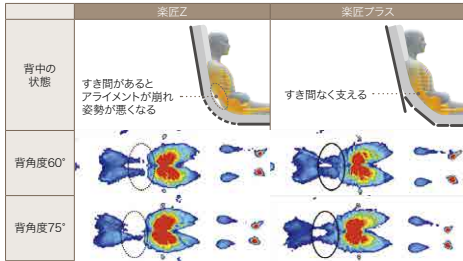 楽匠Z
楽匠プラス
背中の
状態
すき間があると
アライメントが崩れ
姿勢が悪くなる
すき間なく支える
背角度60°
背角度75°